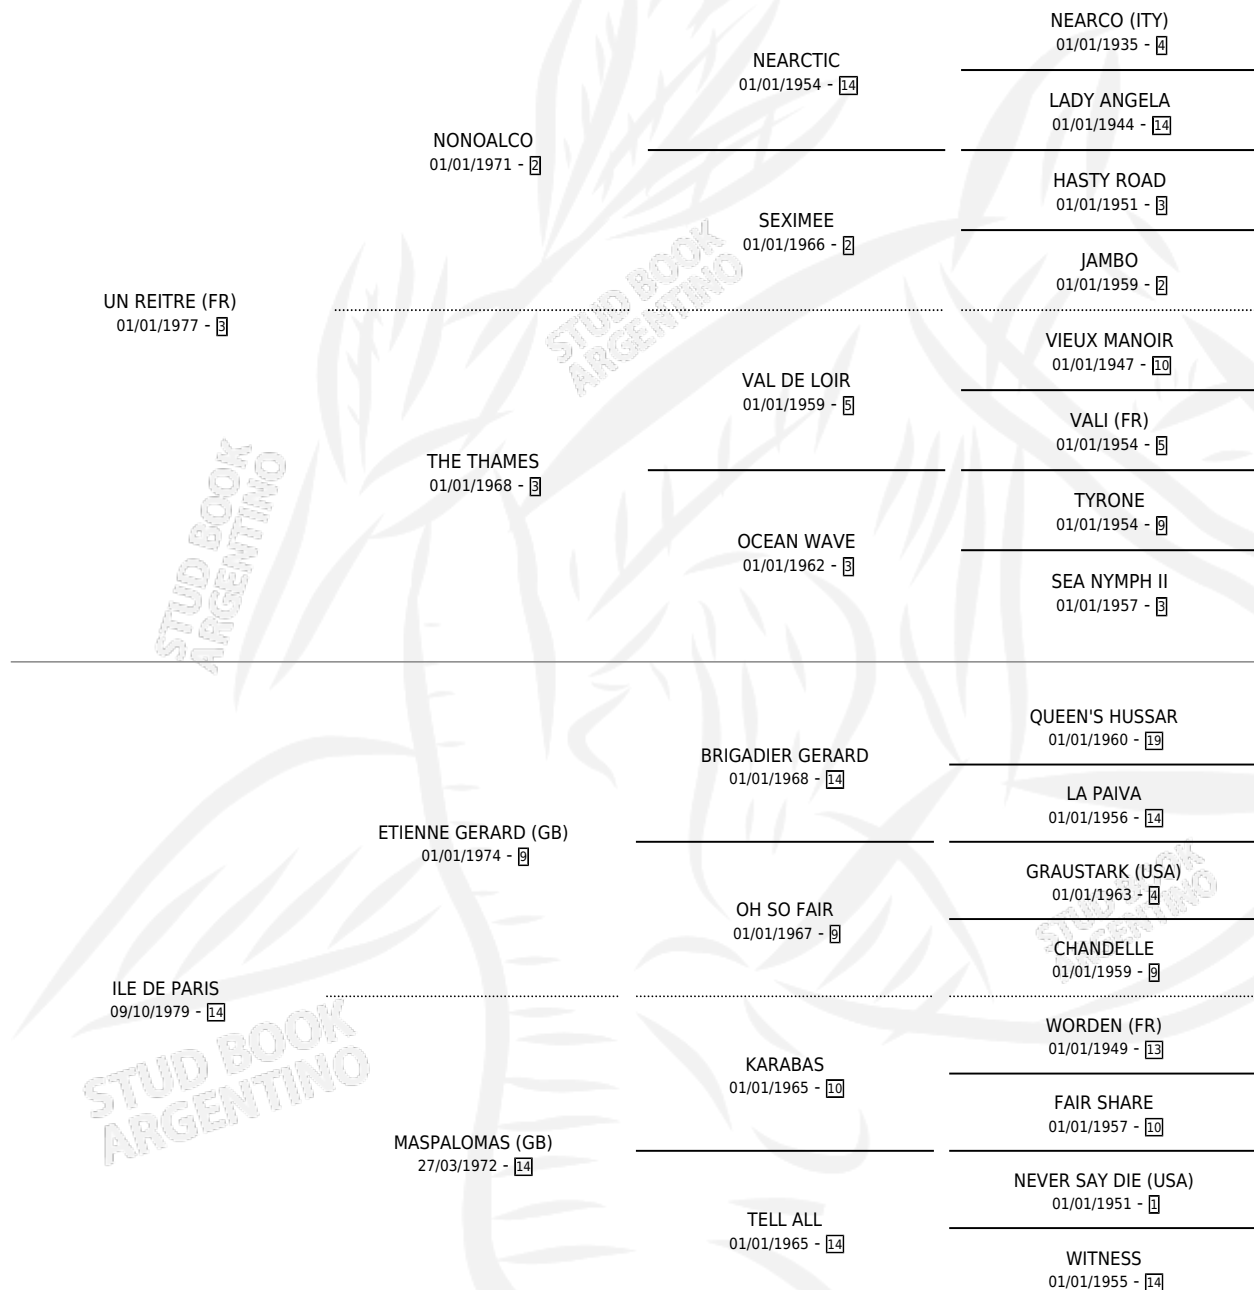 NEARCO (ITY)
01/01/1935 - 4
NEARCTIC
01/01/1954 - 14
LADY ANGELA
01/01/1944 - 14
NONOALCO
01/01/1971 - 2
HASTY ROAD
01/01/1951 - 3
SEXIMEE
01/01/1966 - 2
JAMBO
01/01/1959 - 2
UN REITRE (FR)
01/01/1977 - 3
VIEUX MANOIR
01/01/1947 - 10
VAL DE LOIR
01/01/1959 - 5
VALI (FR)
01/01/1954 - 5
THE THAMES
01/01/1968 - 3
TYRONE
01/01/1954 - 9
OCEAN WAVE
01/01/1962 - 3
SEA NYMPH II
01/01/1957 - 3
STUD BOOK
ARGENTINO
STUD BOOK
ARGENTINO
QUEEN'S HUSSAR
01/01/1960 - 19
BRIGADIER GERARD
01/01/1968 - 14
LA PAIVA
01/01/1956 - 14
ETIENNE GERARD (GB)
01/01/1974 - 9
GRAUSTARK (USA)
01/01/1963 - 4
OH SO FAIR
01/01/1967 - 9
CHANDELLE
01/01/1959 - 9
STUD BOOK
ARGENTINO
ILE DE PARIS
09/10/1979 - 14
WORDEN (FR)
01/01/1949 - 13
KARABAS
01/01/1965 - 10
FAIR SHARE
01/01/1957 - 10
MASPALOMAS (GB)
27/03/1972 - 14
NEVER SAY DIE (USA)
01/01/1951 - 1
TELL ALL
01/01/1965 - 14
WITNESS
01/01/1955 - 14
STUD BOOK
ARGENTINO